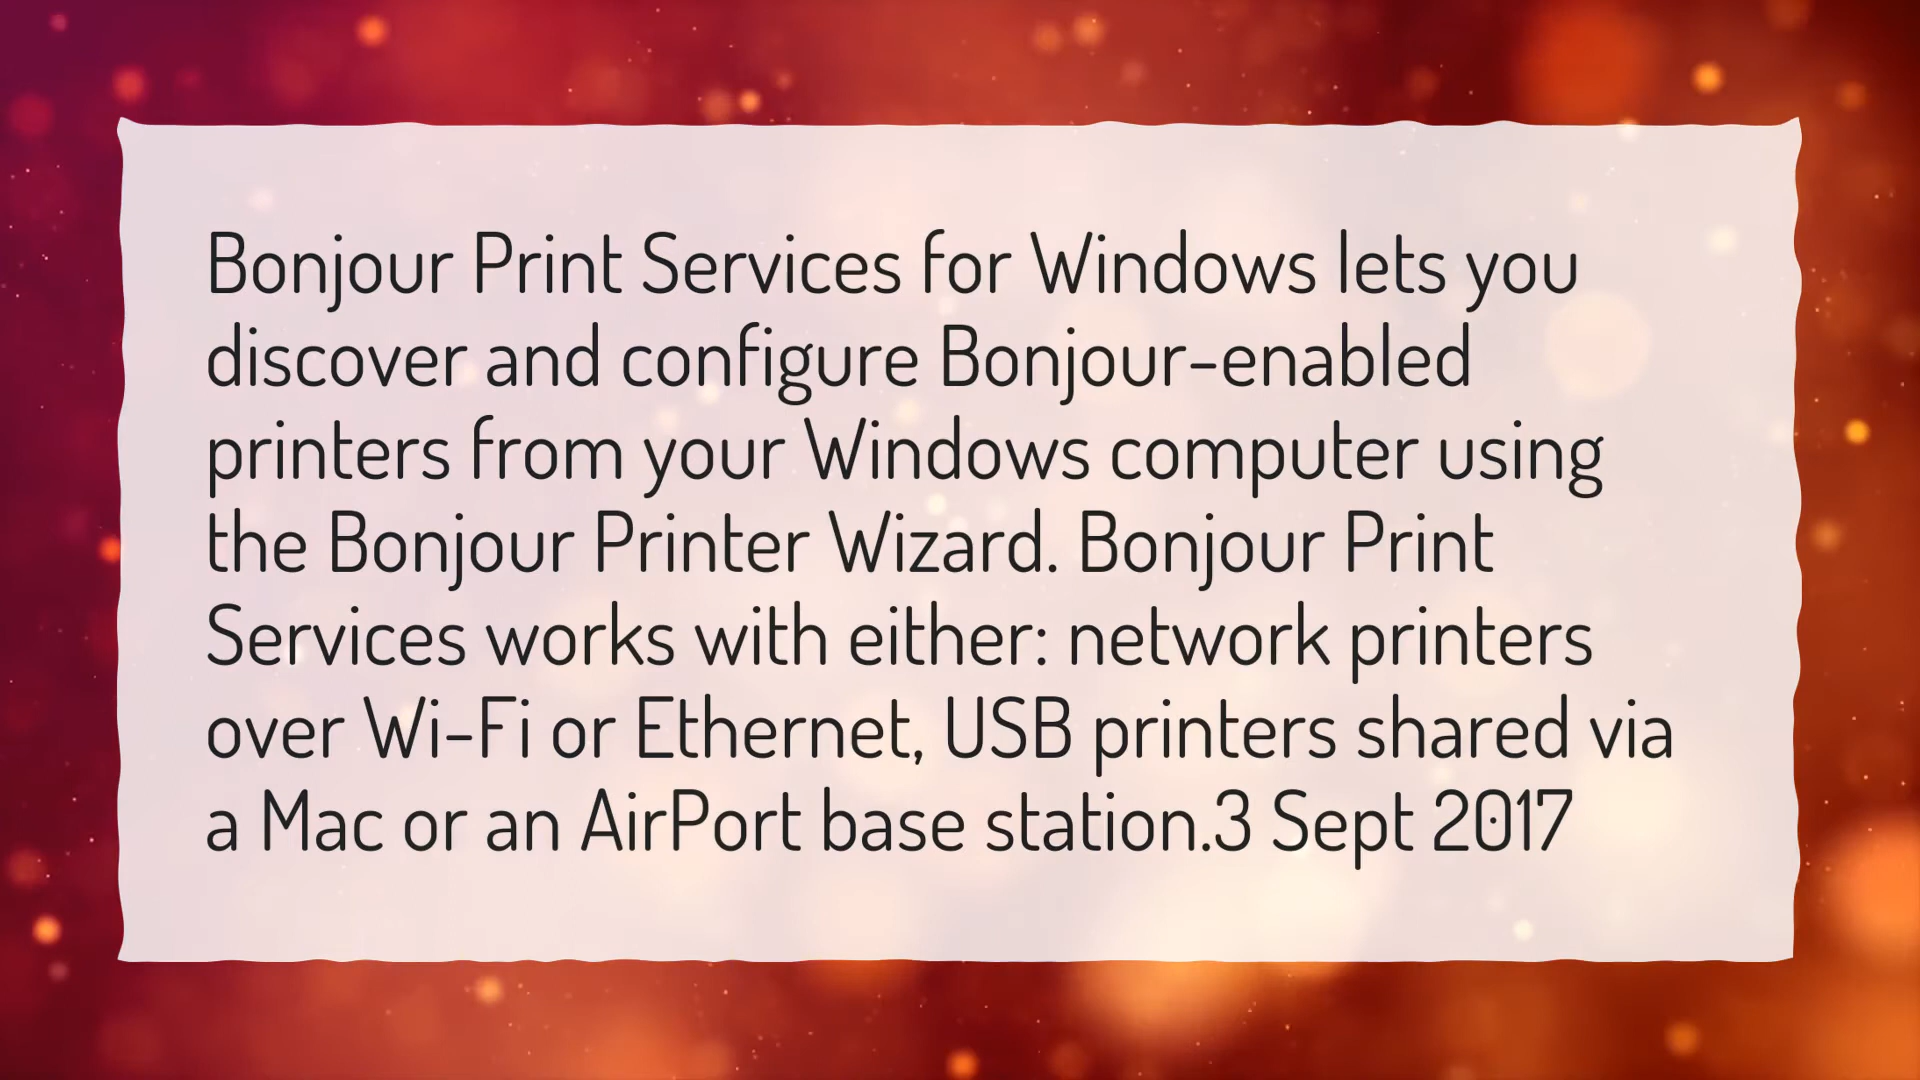 Bonjour Print Services for Windows lets you
discover and configure Bonjour-enabled
printers from your Windows computer using
the Bonjour Printer Wizard. Bonjour Print
Services works with either: network printers
over Wi-Fi or Ethernet, USB printers shared via
a Mac or an AirPort base station.3 Sept 2017